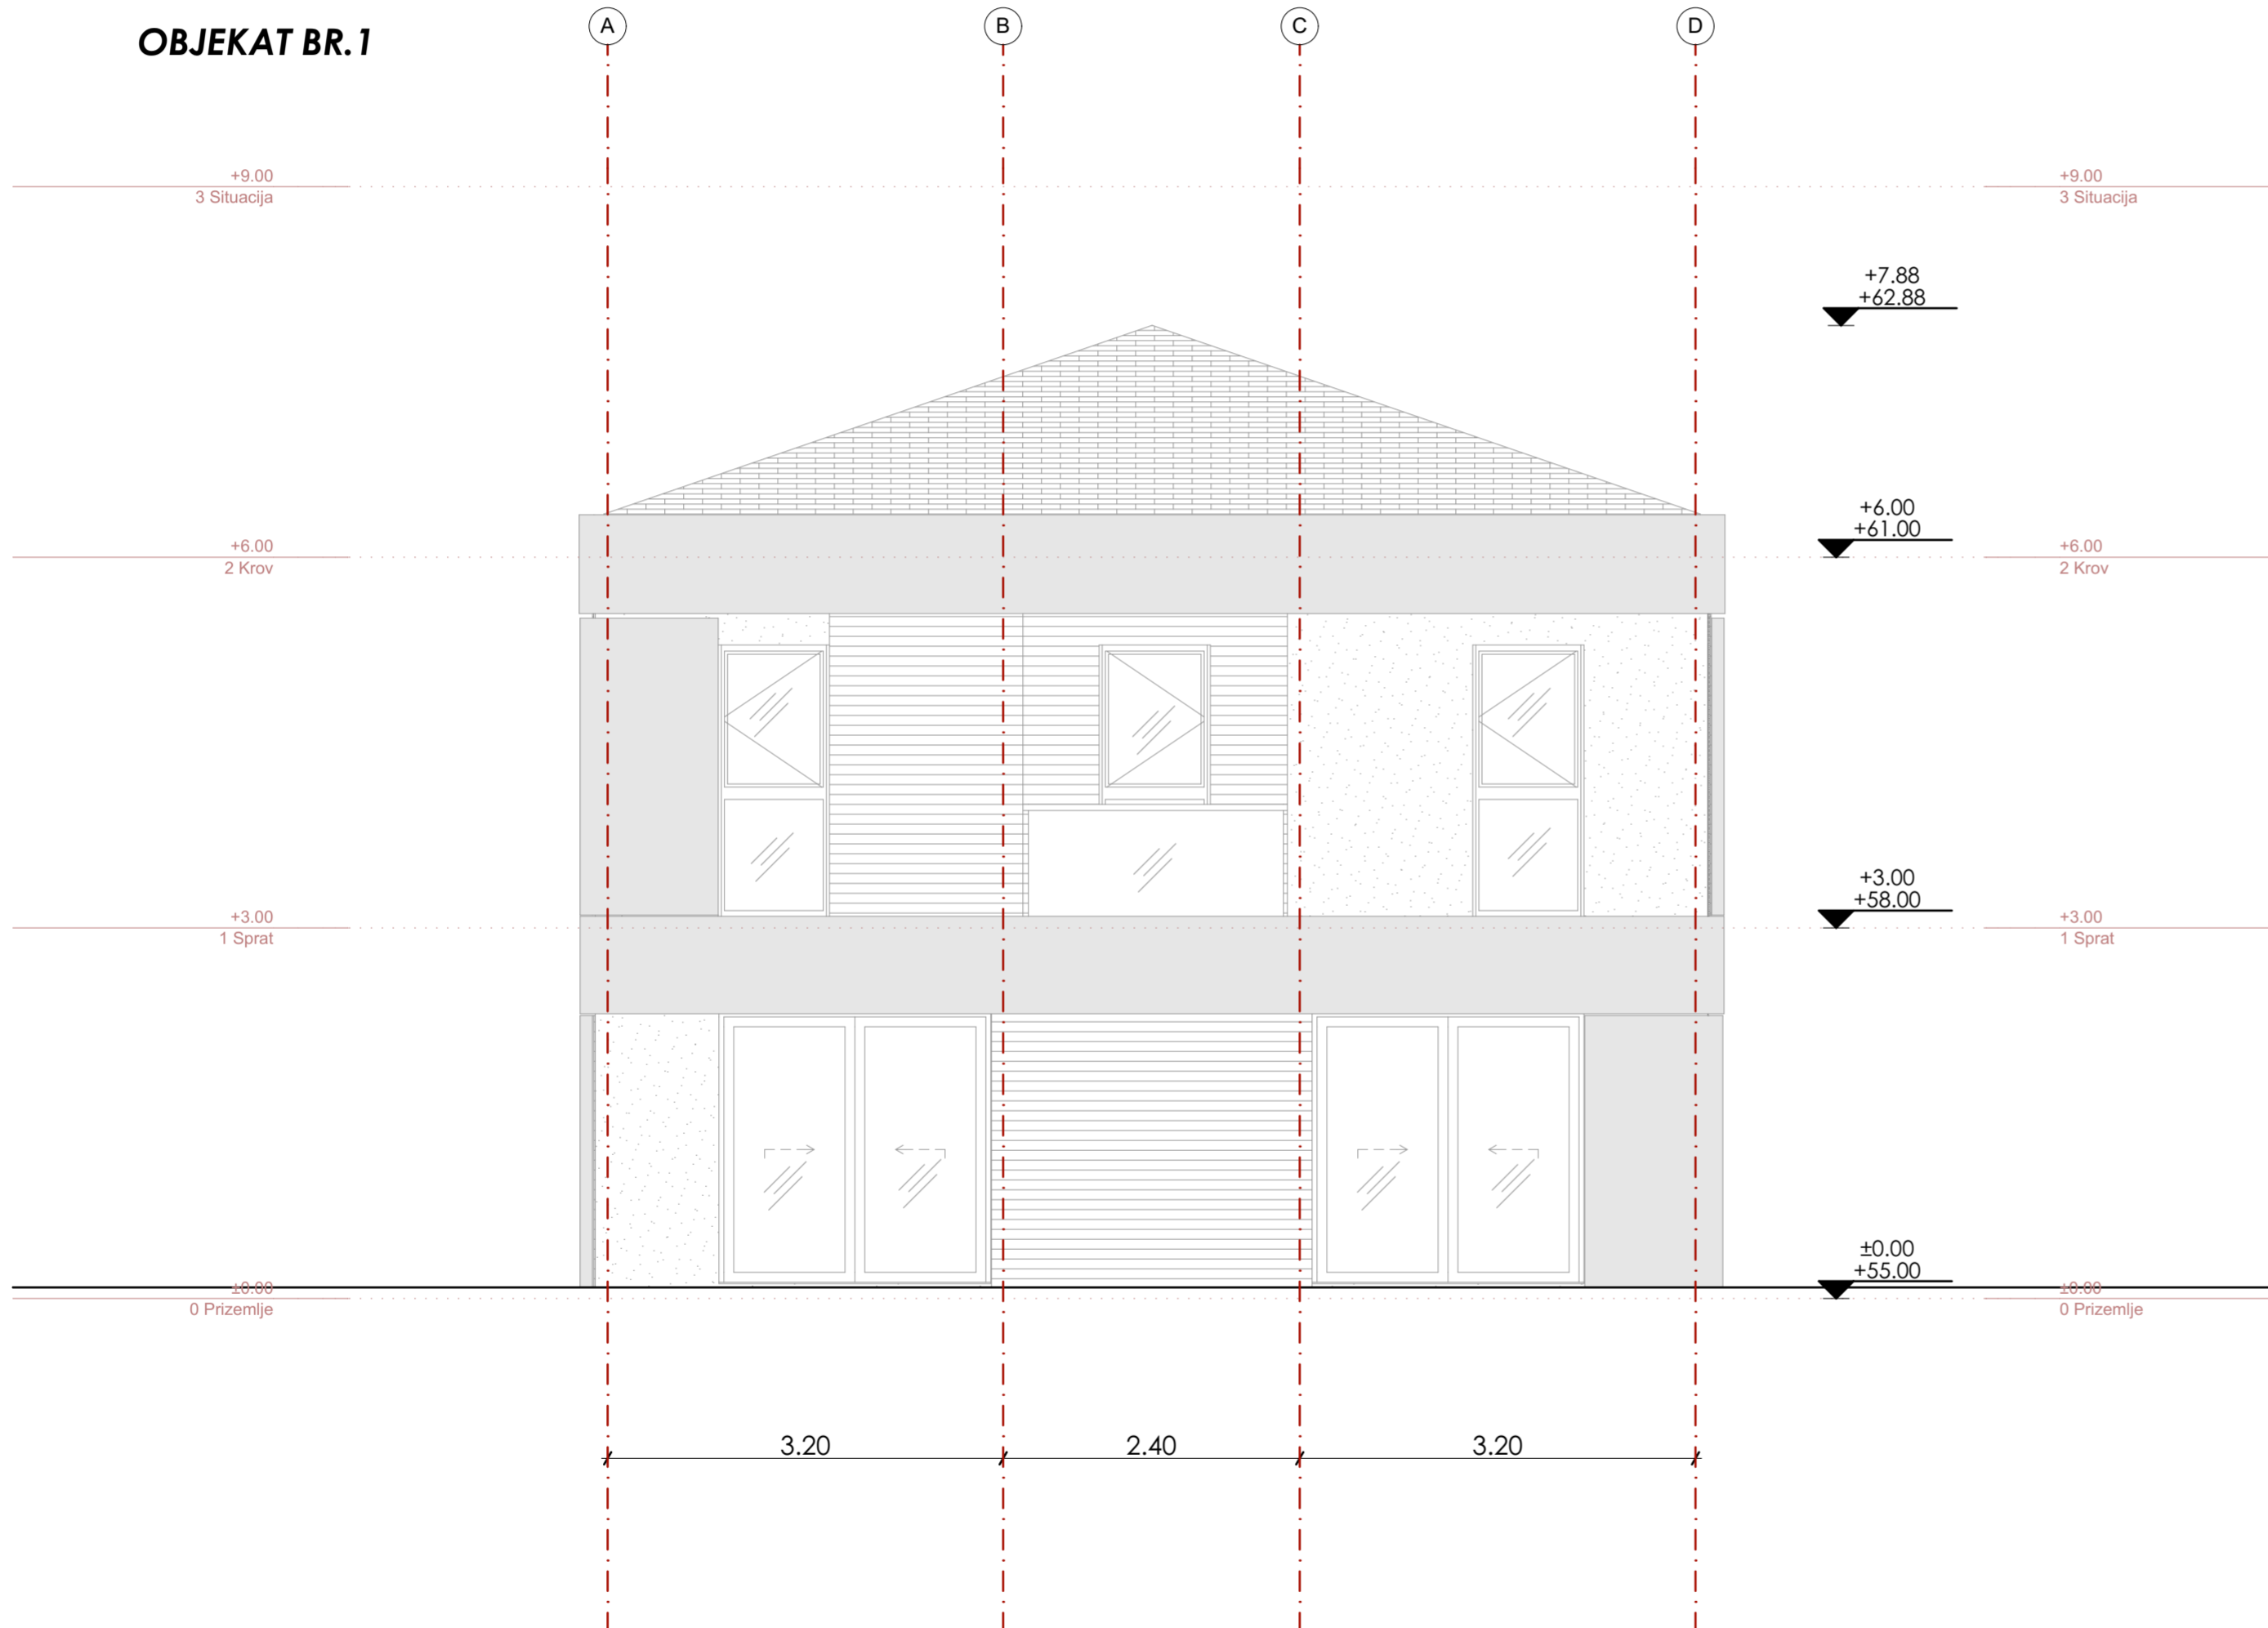 OBJEKAT BR.1
A
B
C
D
+9.00
3 Situacija
+9.00
3 Situacija
+7.88
+62.88
+6.00
+61.00
+6.00
2 Krov
+6.00
2 Krov
+3.00
+58.00
+3.00
1 Sprat
+3.00
1 Sprat
±0.00
+55.00
±0.00
0 Prizemlje
±0.00
0 Prizemlje
3.20
2.40
3.20